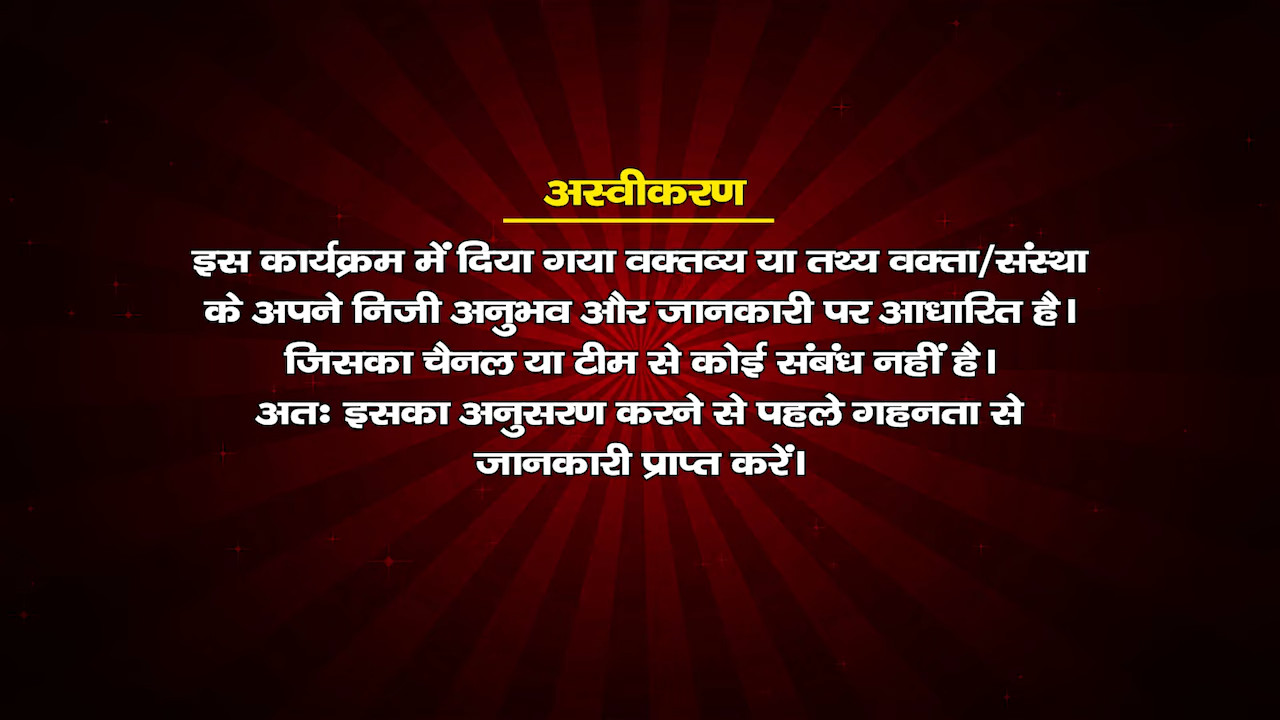 अस्वीकरण
इस कार्यक्रम में दिया गया वक्तव्य या तथ्य वक्ता/संस्था
के अपने निजी अनुभव और जानकारी पर आधारित है।
जिसका चैनल या टीम से कोई संबंध नहीं है।
अतः इसका अनुसरण करने से पहले गहनता से
जानकारी प्राप्त करें।